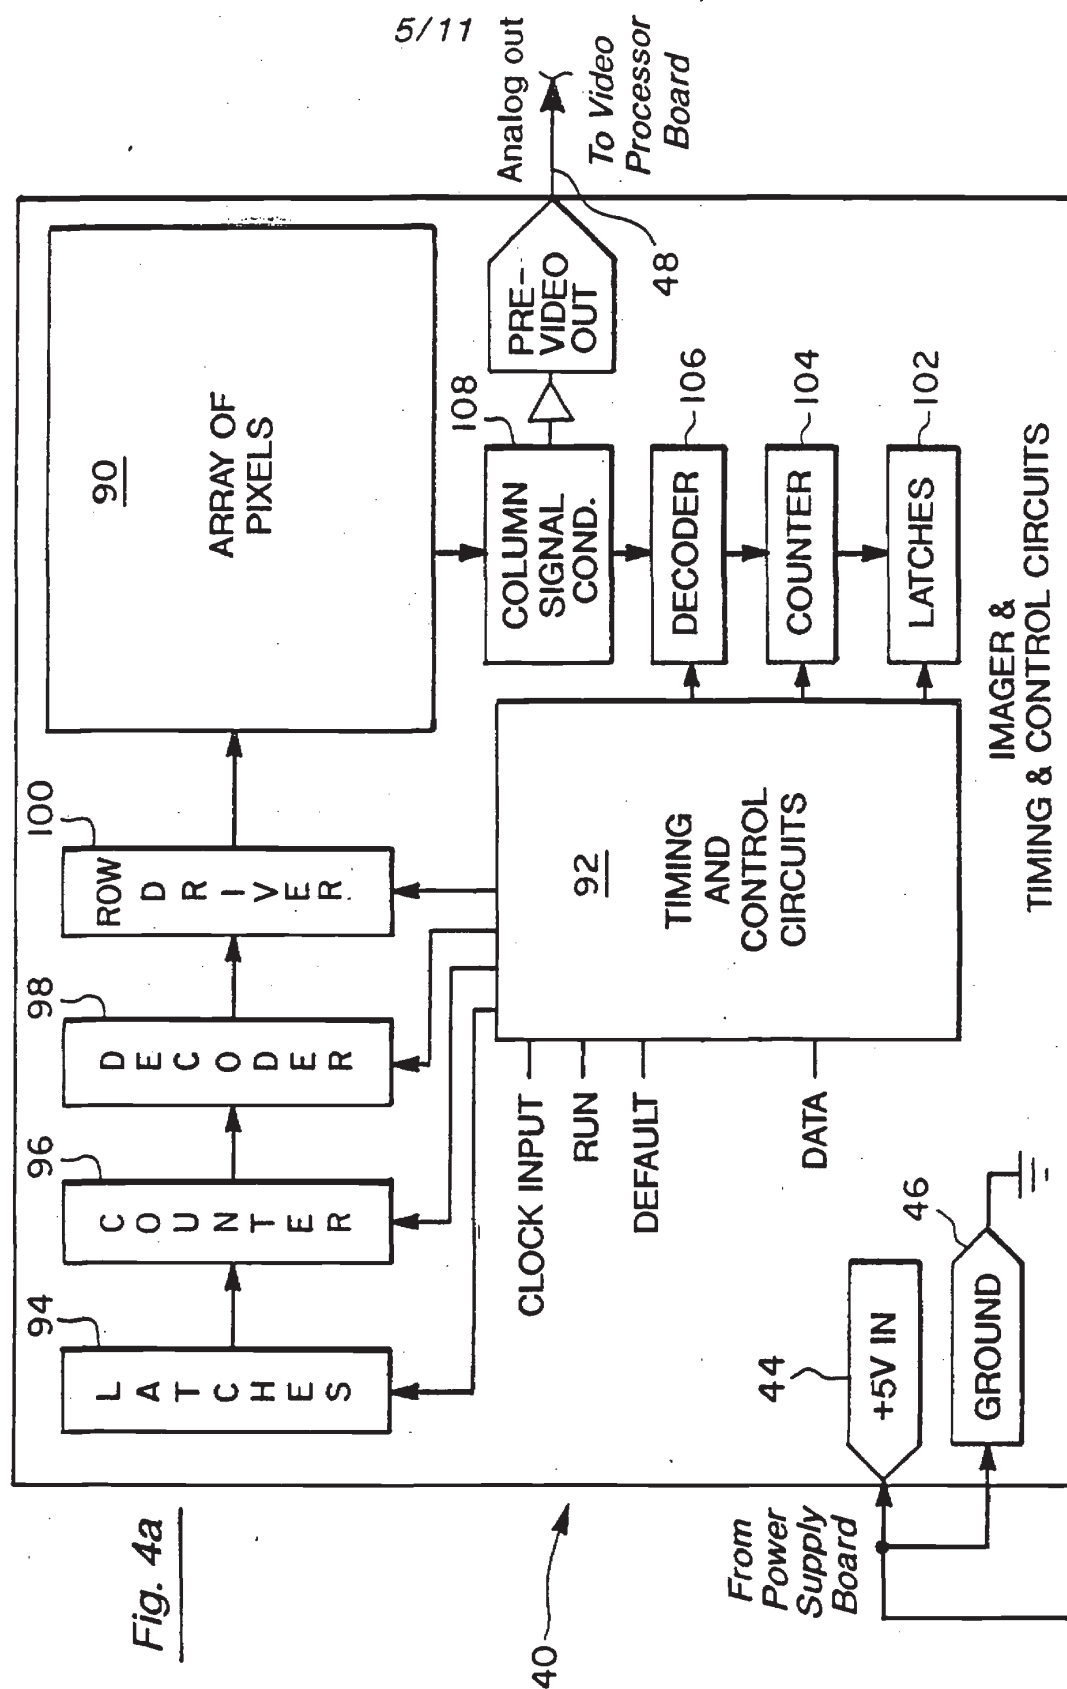 5/11
Fig. 4a
40
94
LATCHES
96
COUNTER
98
DECODER
100
ROW
DRIVER
90
ARRAY OF
PIXELS
92
TIMING
AND
CONTROL
CIRCUITS
CLOCK INPUT
RUN
DEFAULT
DATA
108
COLUMN
SIGNAL
COND.
PRE-
VIDEO
OUT
48
Analog out
To Video
Processor
Board
DECODER
106
COUNTER
104
LATCHES
102
From
Power
Supply
Board
44
+5V IN
46
GROUND
IMAGER &
TIMING & CONTROL CIRCUITS